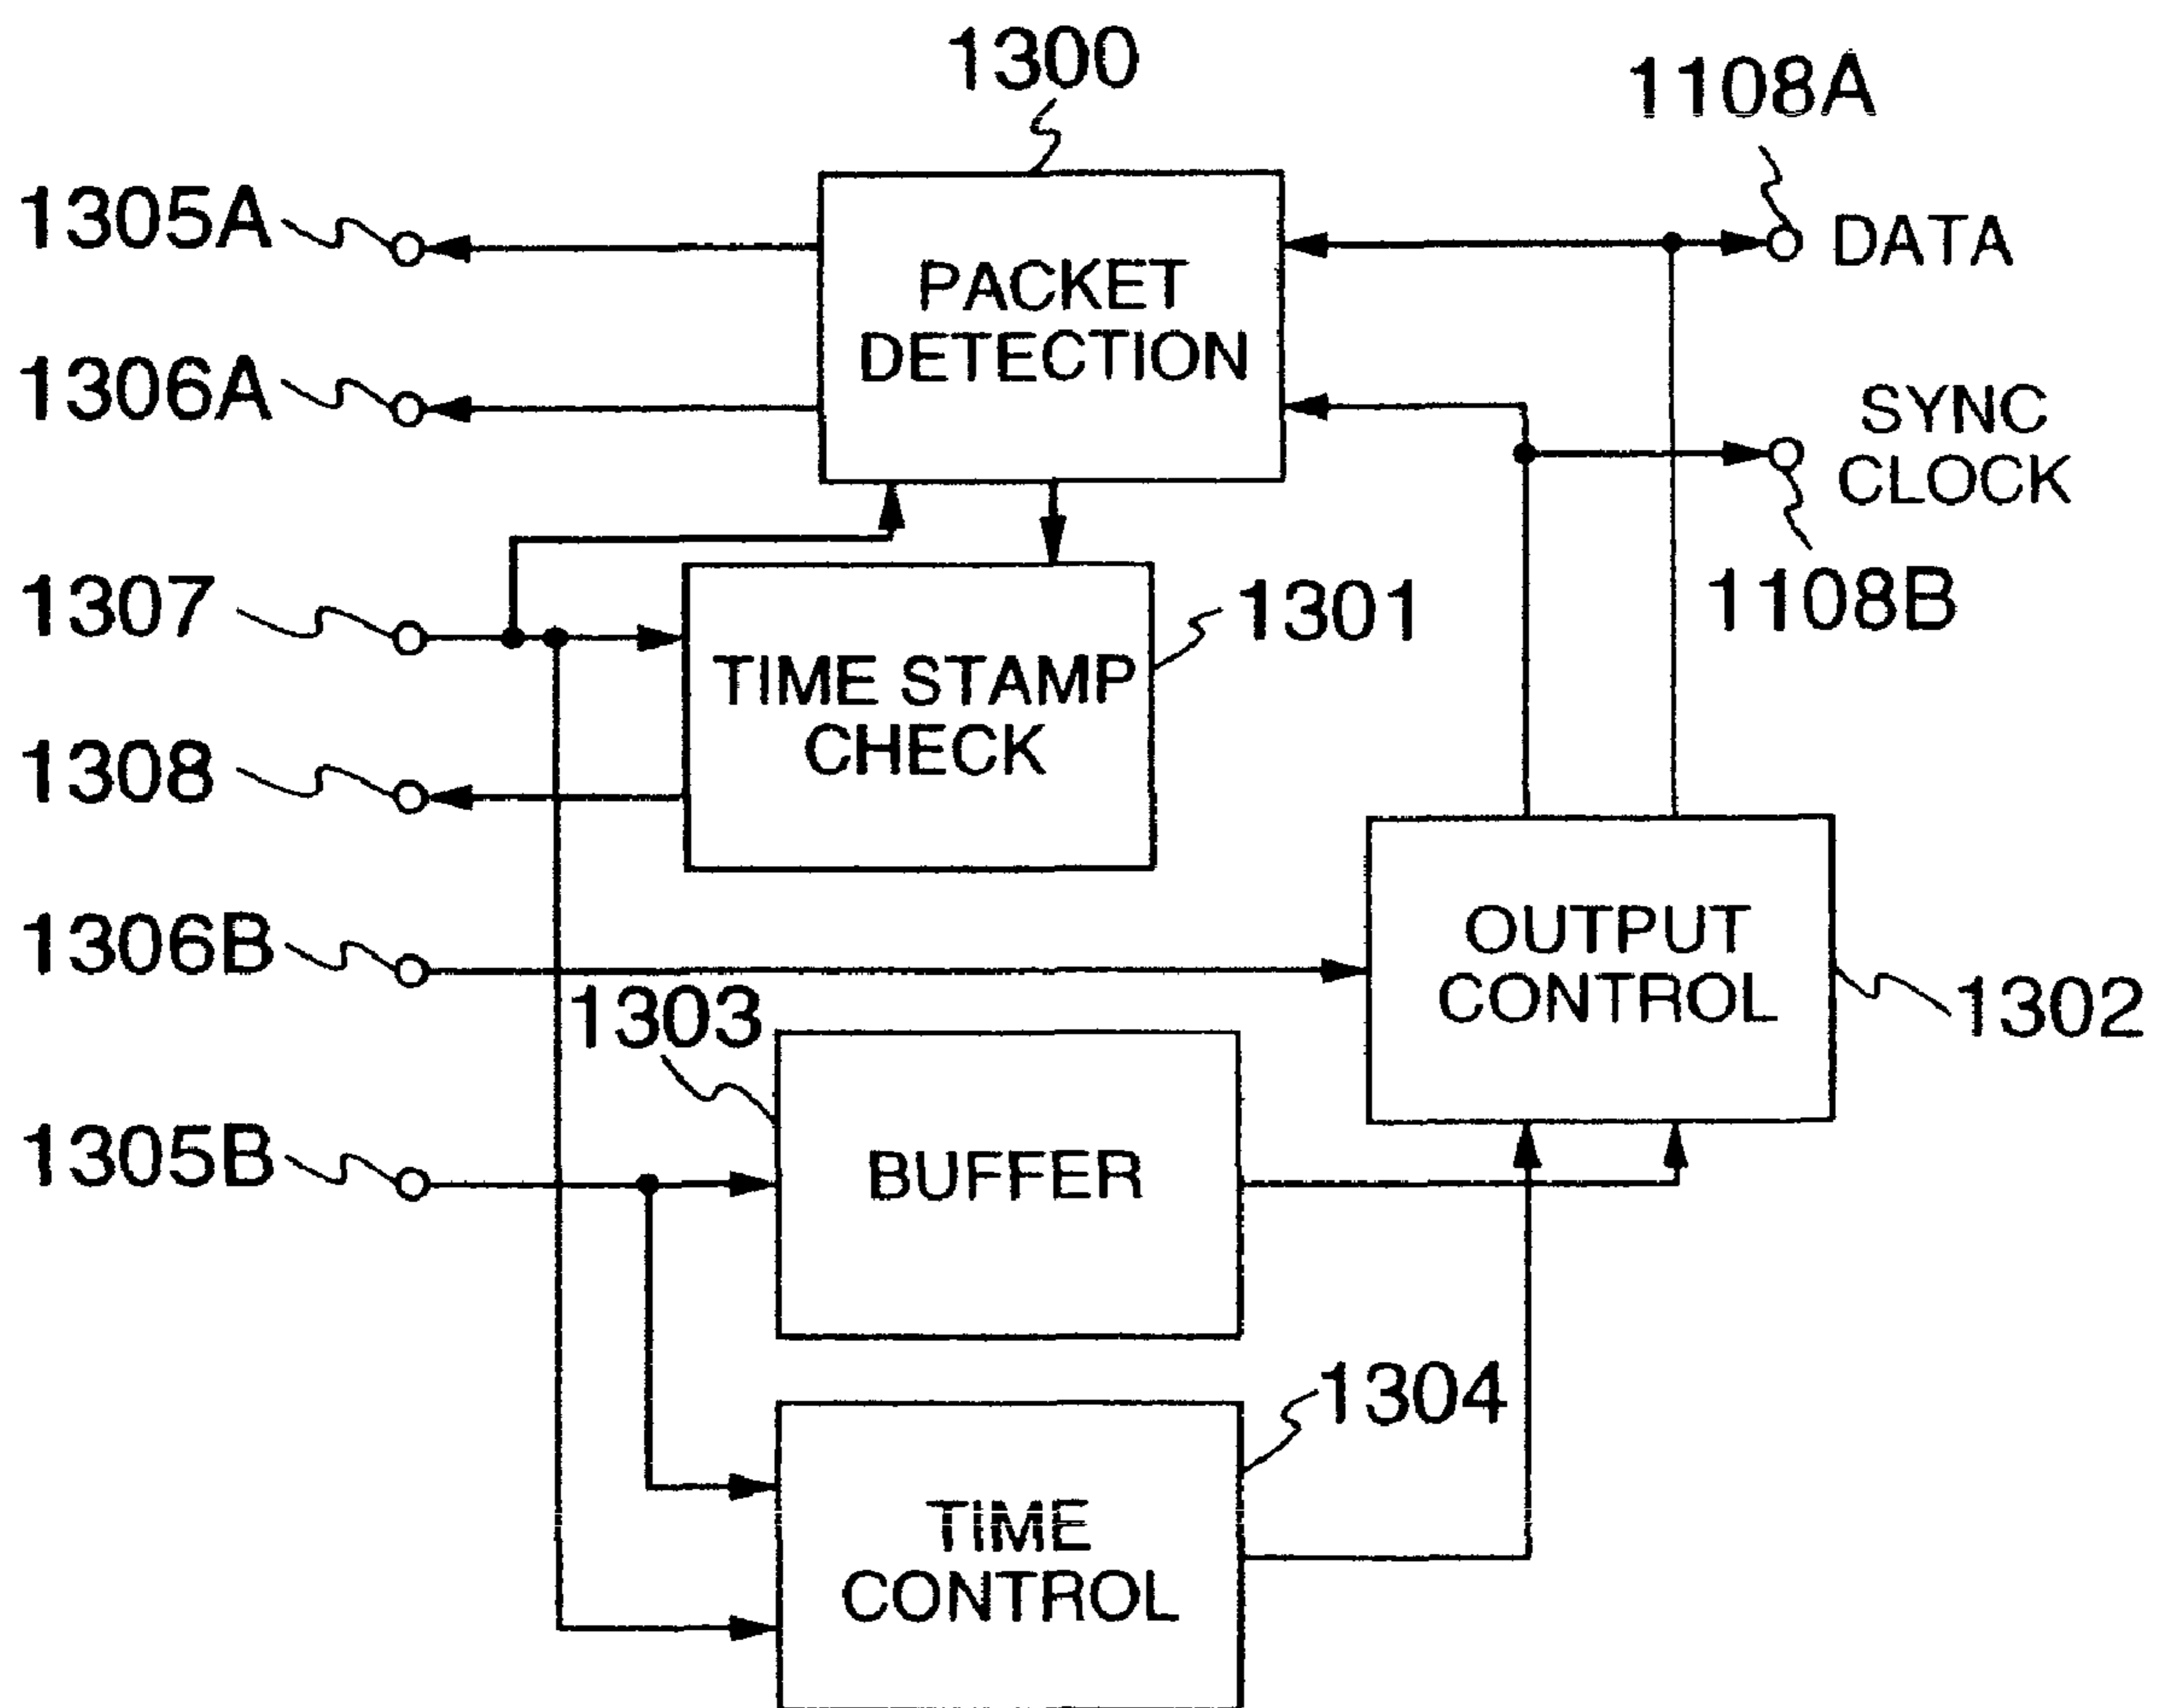 1300
1108A
1305A
DATA
PACKET
DETECTION
1306A
SYNC
CLOCK
1307
1301
1108B
TIME STAMP
CHECK
1308
OUTPUT
CONTROL
1306B
1303
1302
1305B
BUFFER
1304
TIME
CONTROL